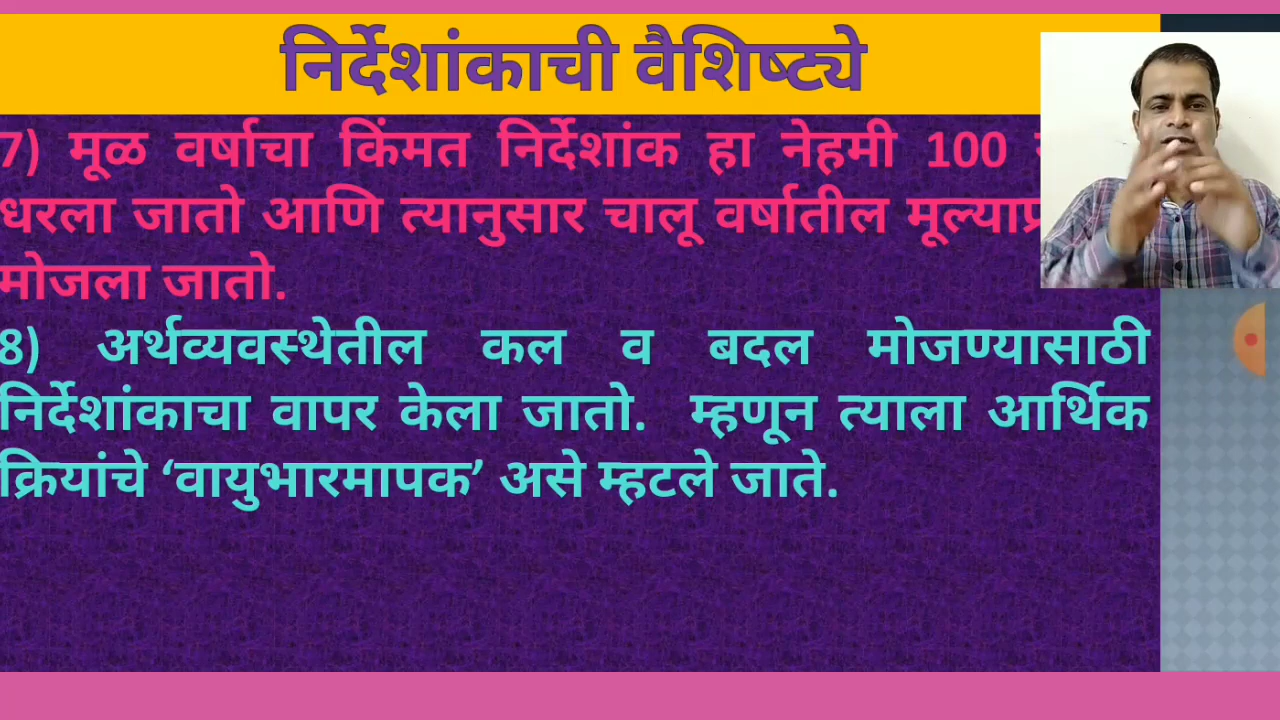 निर्देशांकाची वैशिष्ट्ये
7) मूळ वर्षाचा किंमत निर्देशांक हा नेहमी 100
धरला जातो आणि त्यानुसार चालू वर्षातील
मोजला जातो.
8) अर्थव्यवस्थेतील कल व बदल मोजण्यासाठी
निर्देशांकाचा वापर केला जातो. म्हणून त्याला आर्थिक
क्रियांचे ‘वायुभारमापक’ असे म्हटले जाते.